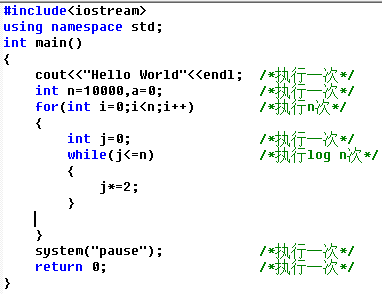 #include<iostream>
using namespace std;
int main()
{
    cout<<"Hello World"<<endl;  /*执行一次*/
    int n=10000,a=0;            /*执行一次*/
    for(int i=0;i<n;i++)        /*执行n次*/
    {
        int j=0;                /*执行一次*/
        while(j<=n)             /*执行log n次*/
        {
            j*=2;
        }

    }
    system("pause");            /*执行一次*/
    return 0;                   /*执行一次*/
}